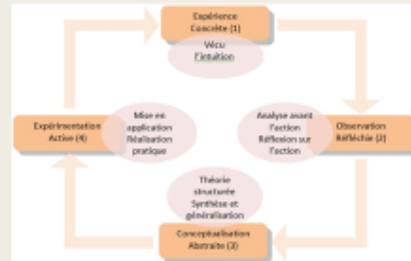 Expérience
Concrète (1)
Vécu
l'intuition
Expérimentation
Active (4)
Mise en
application
Réalisation
pratique
Analyse avant
l'action
Réflexion sur
l'action
Observation
Réfléchie (2)
Théorie
structurée
Synthèse et
généralisation
Conceptualisation
Abstraite (3)